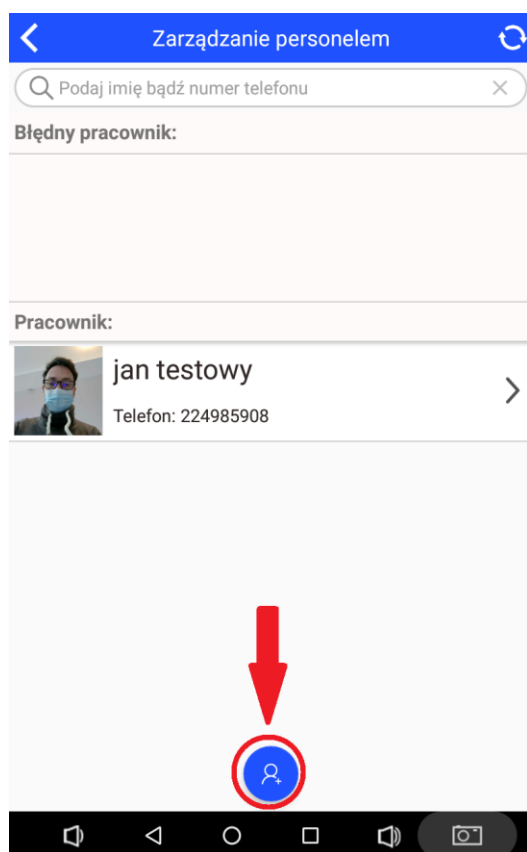 Zarządzanie personelem
Podaj imię bądź numer telefonu
Błędny pracownik:
Pracownik:
jan testowy
Telefon: 224985908